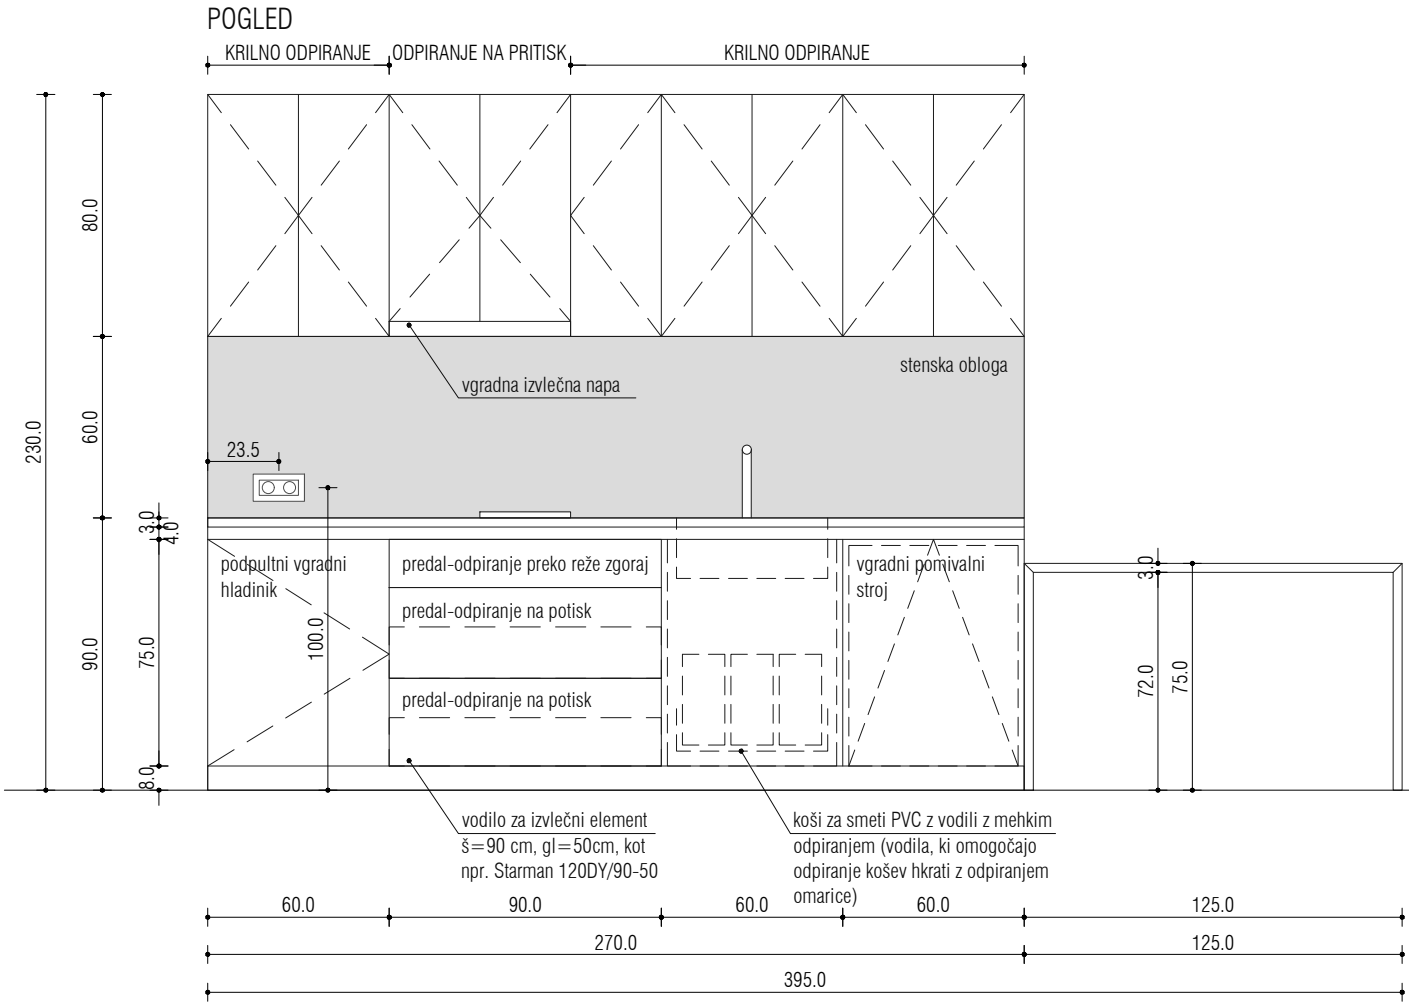 POGLED
KRILNO ODPIRANJE
ODPIRANJE NA PRITISK
KRILNO ODPIRANJE
230.0
80.0
60.0
90.0
3.0
4.0
75.0
8.0
stenska obloga
vgradna izvlečna napa
23.5
100.0
podpultni vgradni
hladinik
predal-odpiranje preko reže zgoraj
predal-odpiranje na potisk
predal-odpiranje na potisk
vgradni pomivalni
stroj
3.0
72.0
75.0
vodilo za izvlečni element
š=90 cm, gl=50cm, kot
npr. Starman 120DY/90-50
koši za smeti PVC z vodili z mehkim
odpiranjem (vodila, ki omogočajo
odpiranje košev hkrati z odpiranjem
omarice)
60.0
90.0
60.0
60.0
125.0
270.0
125.0
395.0